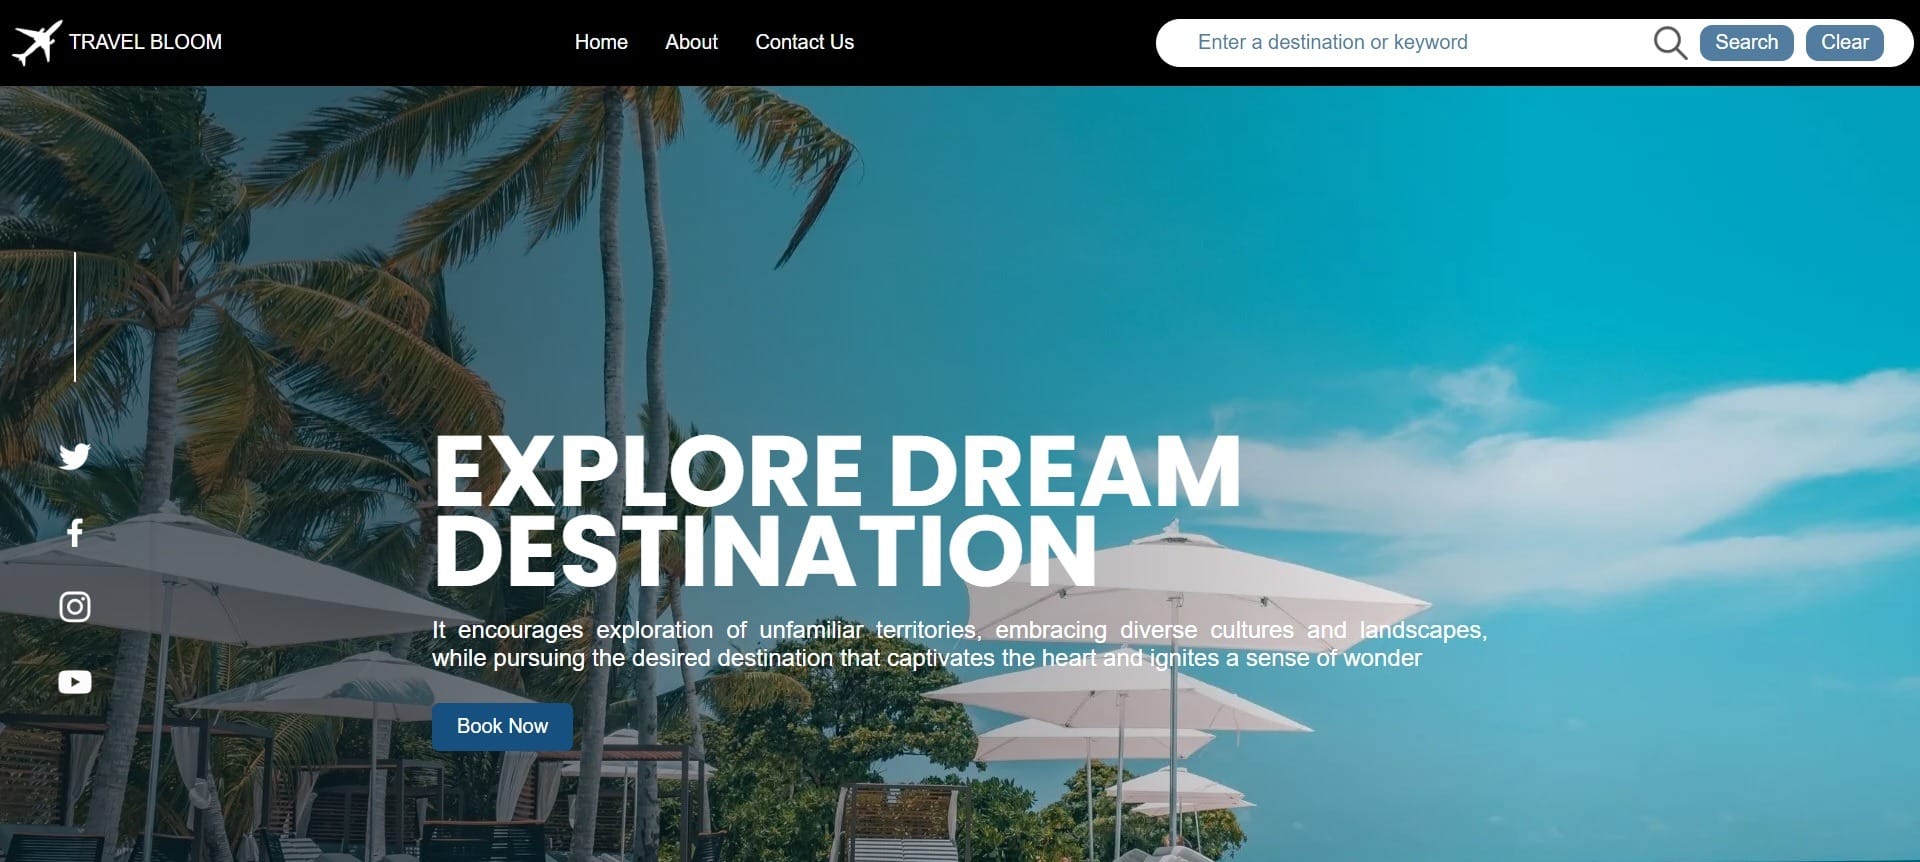 TRAVEL BLOOM
Home About Contact Us
Enter a destination or keyword
Search Clear
EXPLORE DREAM
DESTINATION
It encourages exploration of unfamiliar territories, embracing diverse cultures and landscapes,
while pursuing the desired destination that captivates the heart and ignites a sense of wonder
Book Now